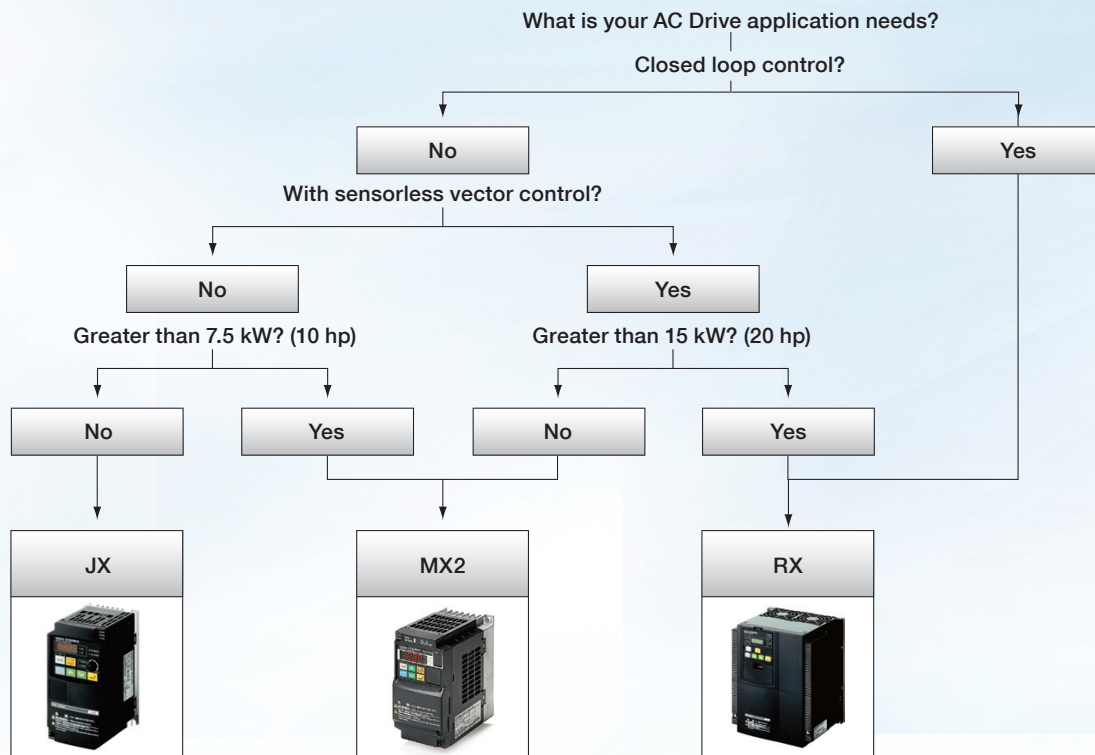 What is your AC Drive application needs?
Closed loop control?
No
Yes
With sensorless vector control?
No
Yes
Greater than 7.5 kW? (10 hp)
Greater than 15 kW? (20 hp)
No
Yes
No
Yes
JX
MX2
RX